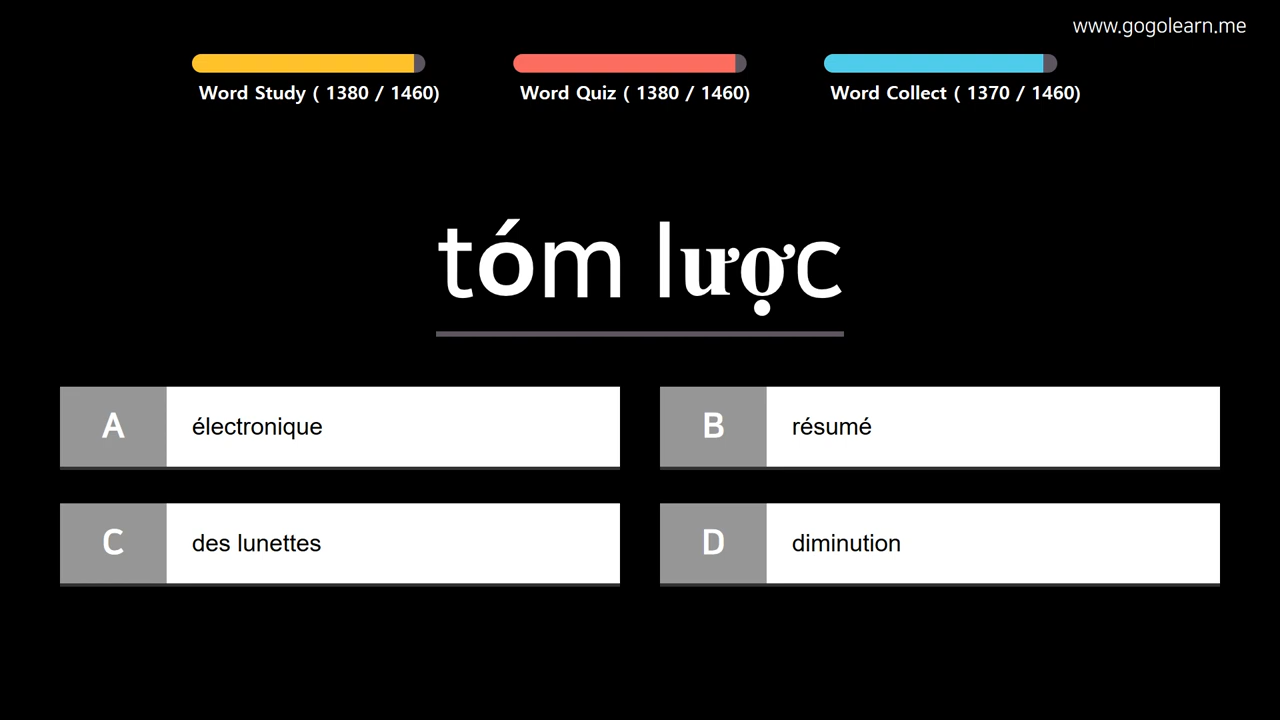 www.gogolearn.me
Word Study ( 1380 / 1460)
Word Quiz ( 1380 / 1460)
Word Collect ( 1370 / 1460)
tóm lược
A électronique
B résumé
C des lunettes
D diminution